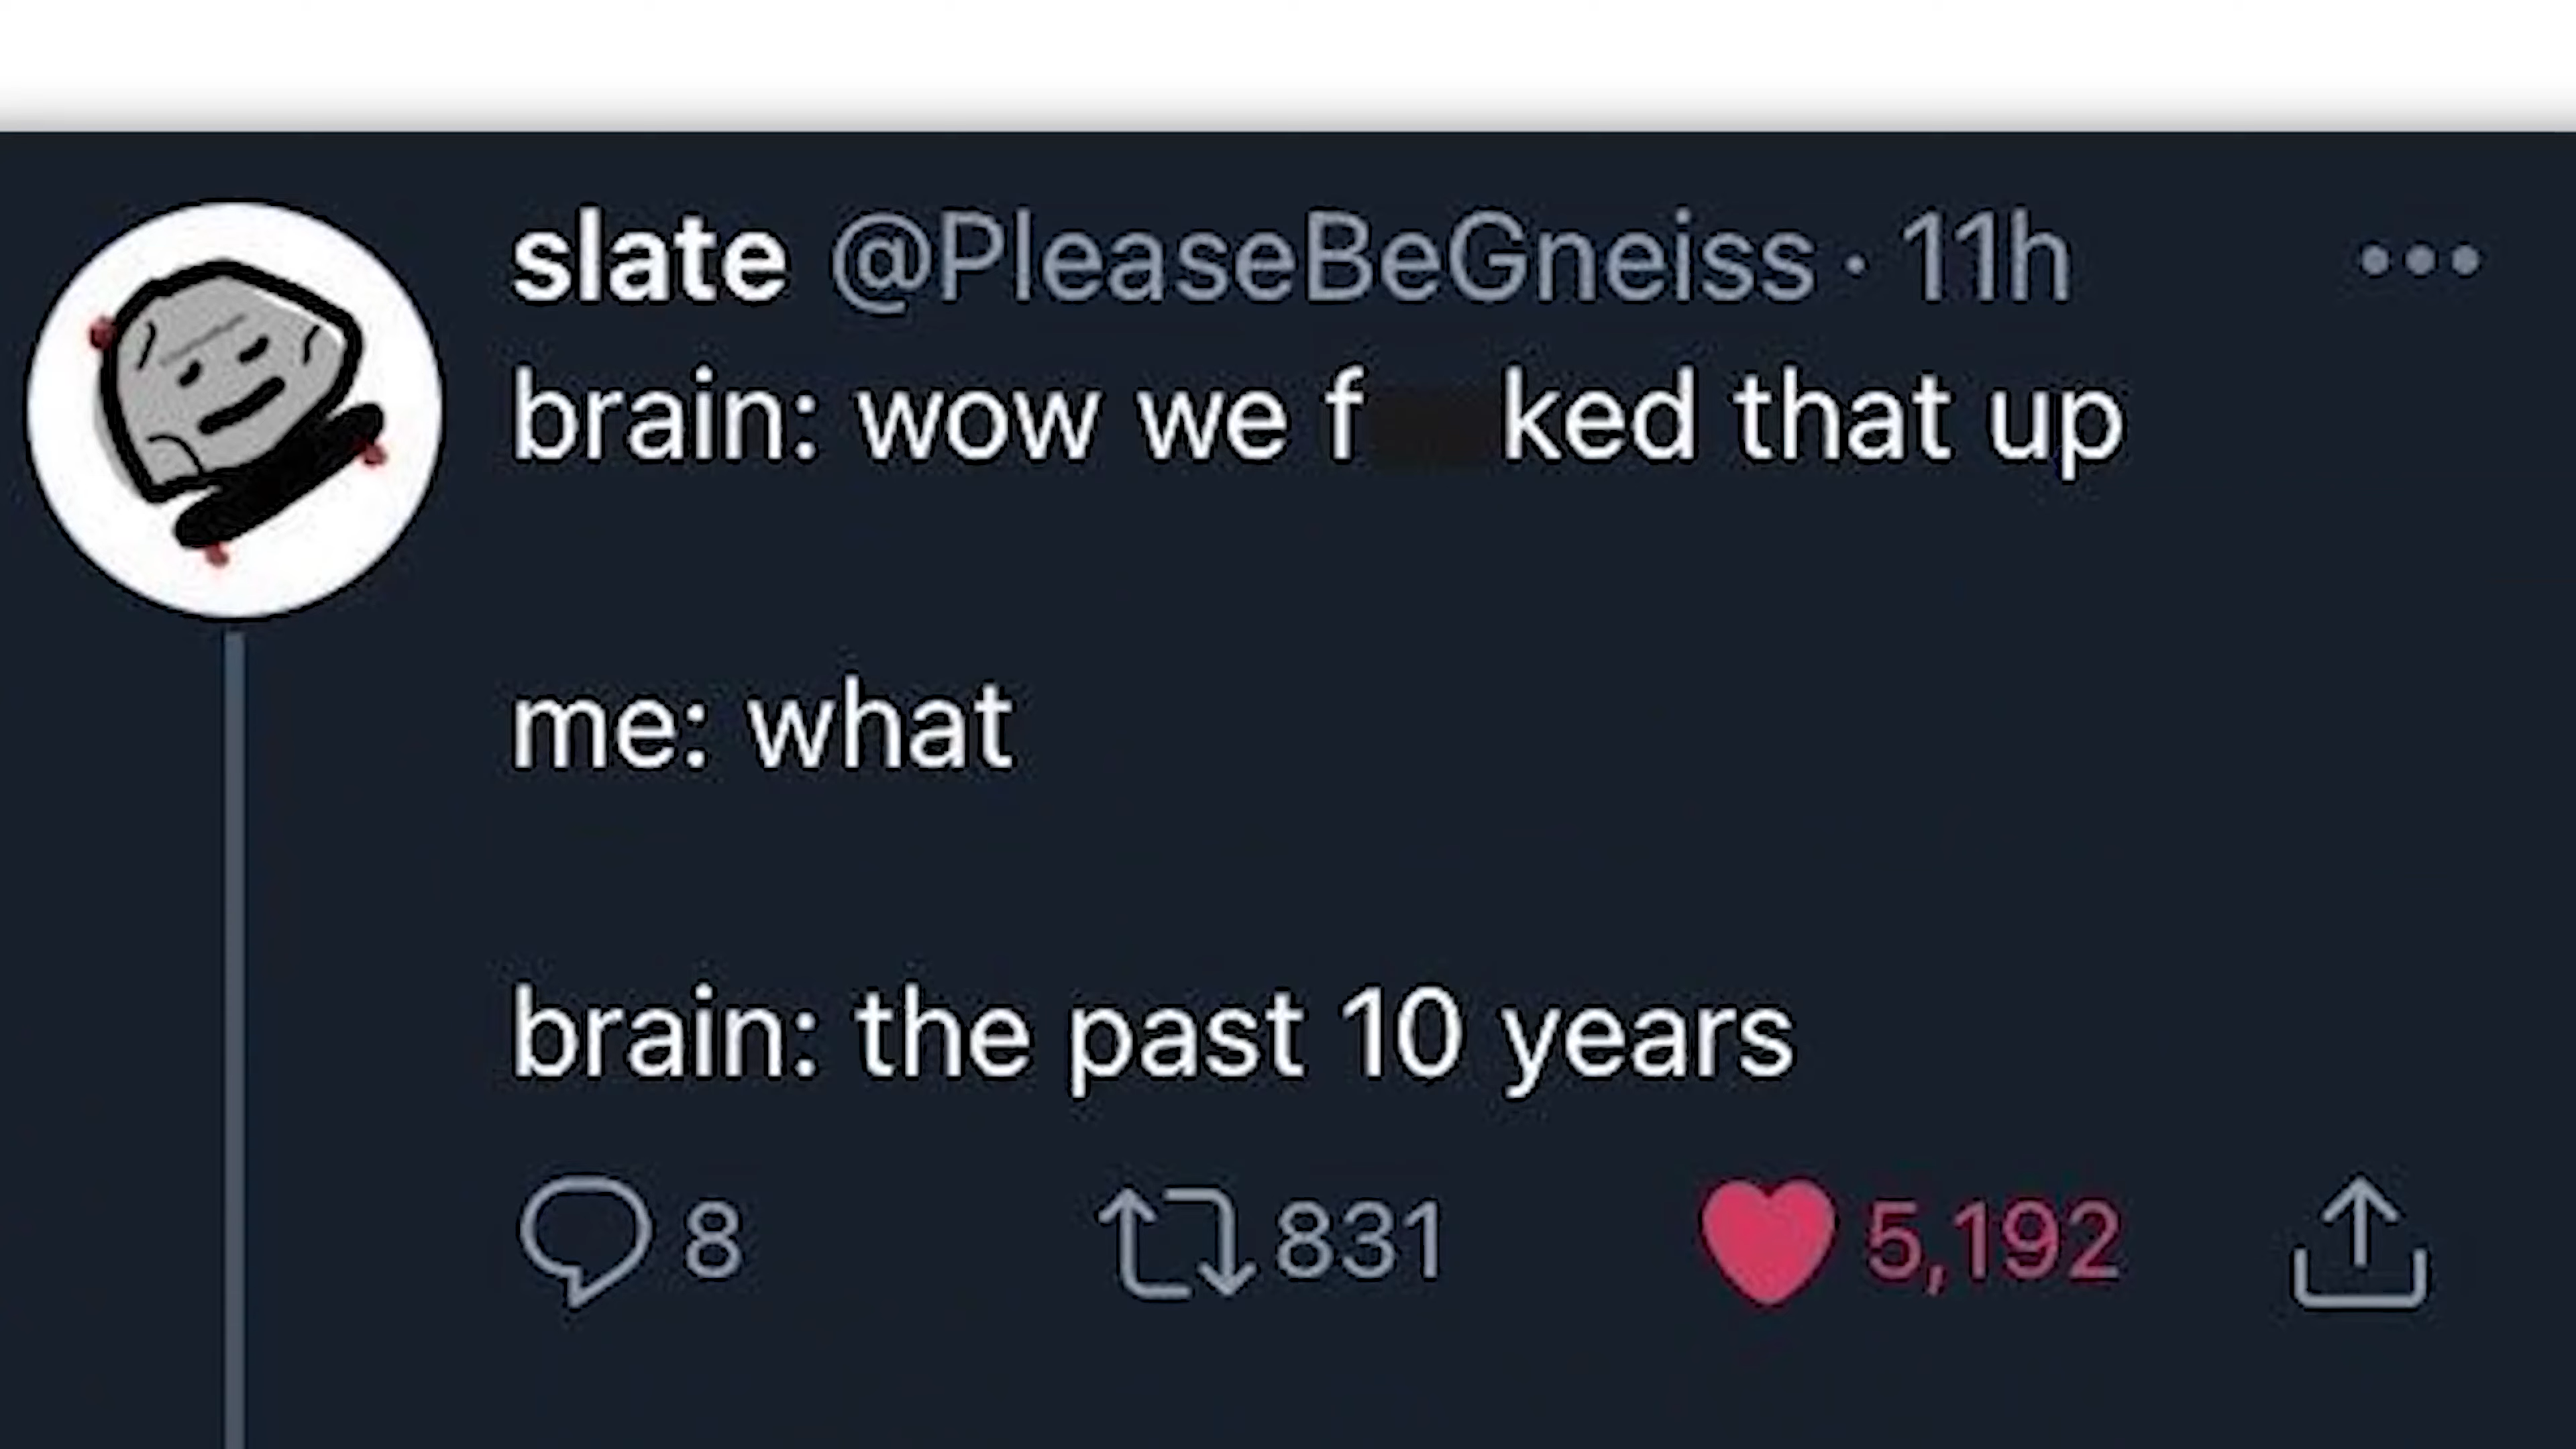 slate @PleaseBeGneiss · 11h
brain: wow we f ked that up
me: what
brain: the past 10 years
8 831 5,192